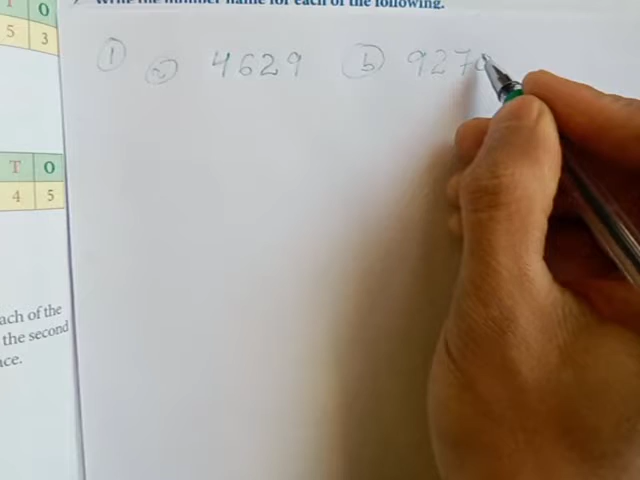 T O
5 3
Write the number name for each of the following.
① ⓐ 4629 ⓑ 927
T O
4 5
ach of the
the second
ace.